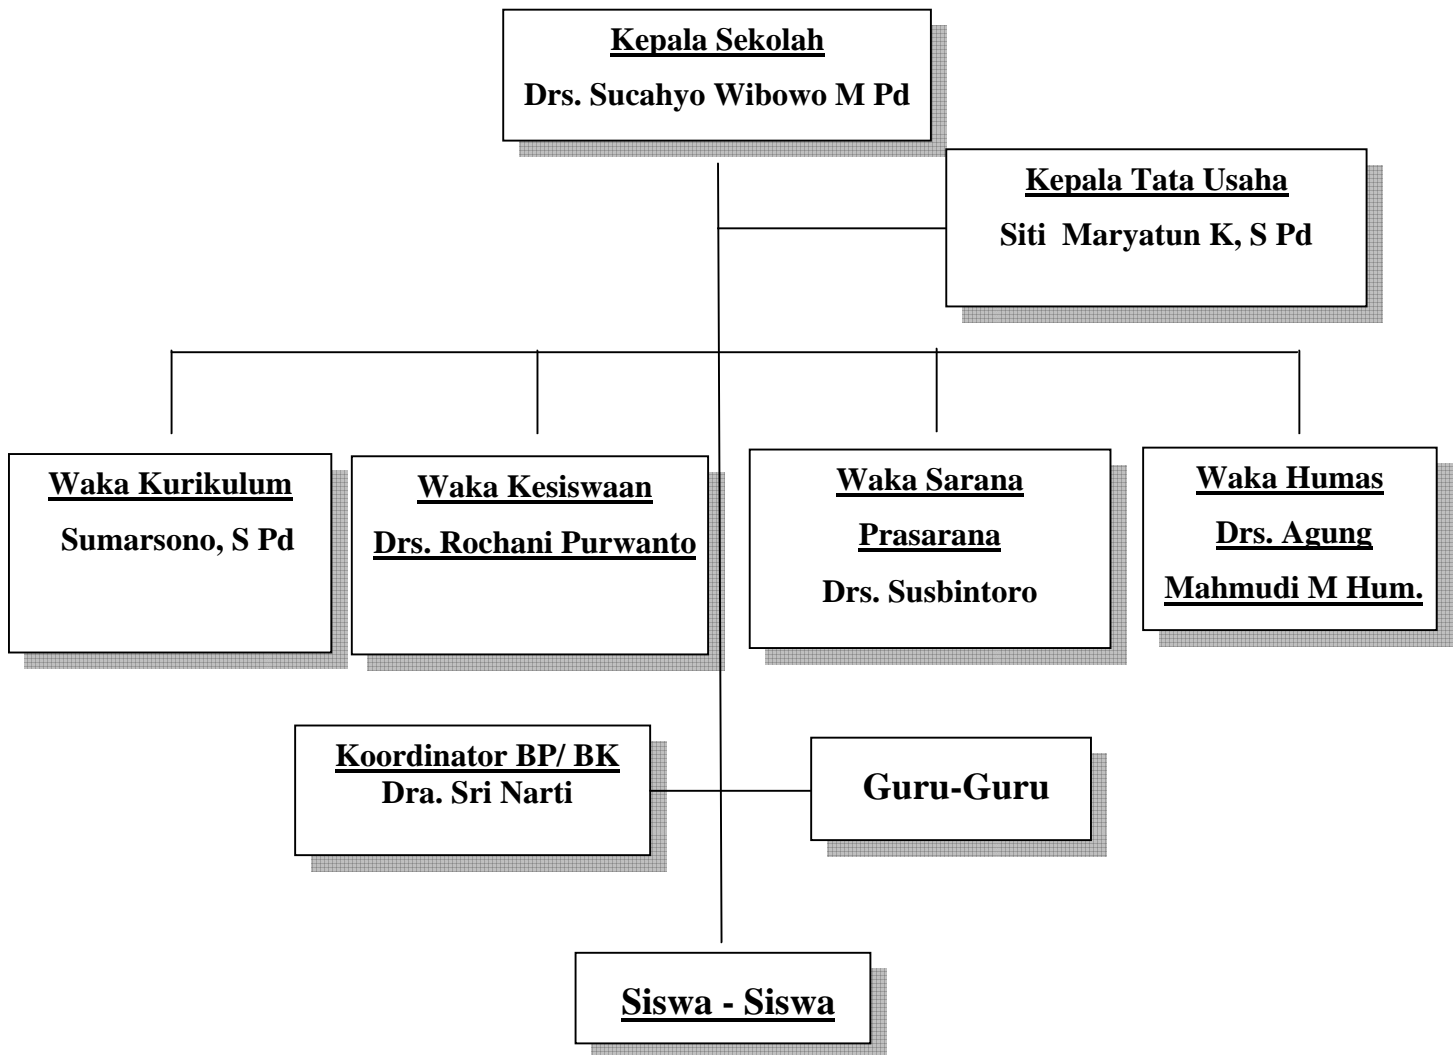 Kepala Sekolah
Drs. Sucahyo Wibowo M Pd
Kepala Tata Usaha
Siti Maryatun K, S Pd
Waka Kurikulum
Sumarsono, S Pd
Waka Kesiswaan
Drs. Rochani Purwanto
Waka Sarana
Prasarana
Drs. Susbintoro
Waka Humas
Drs. Agung
Mahmudi M Hum.
Koordinator BP/ BK
Dra. Sri Narti
Guru-Guru
Siswa - Siswa